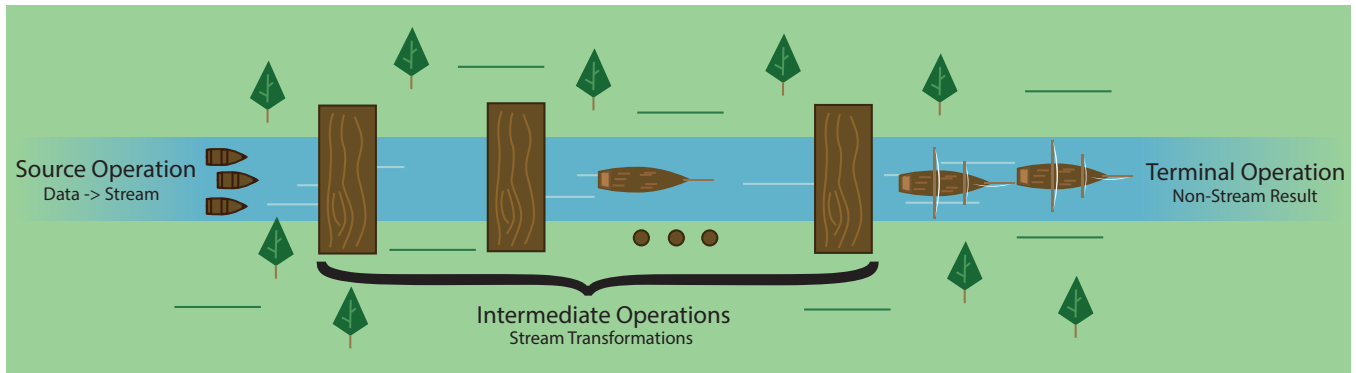 Source Operation
Data -> Stream
Terminal Operation
Non-Stream Result
Intermediate Operations
Stream Transformations